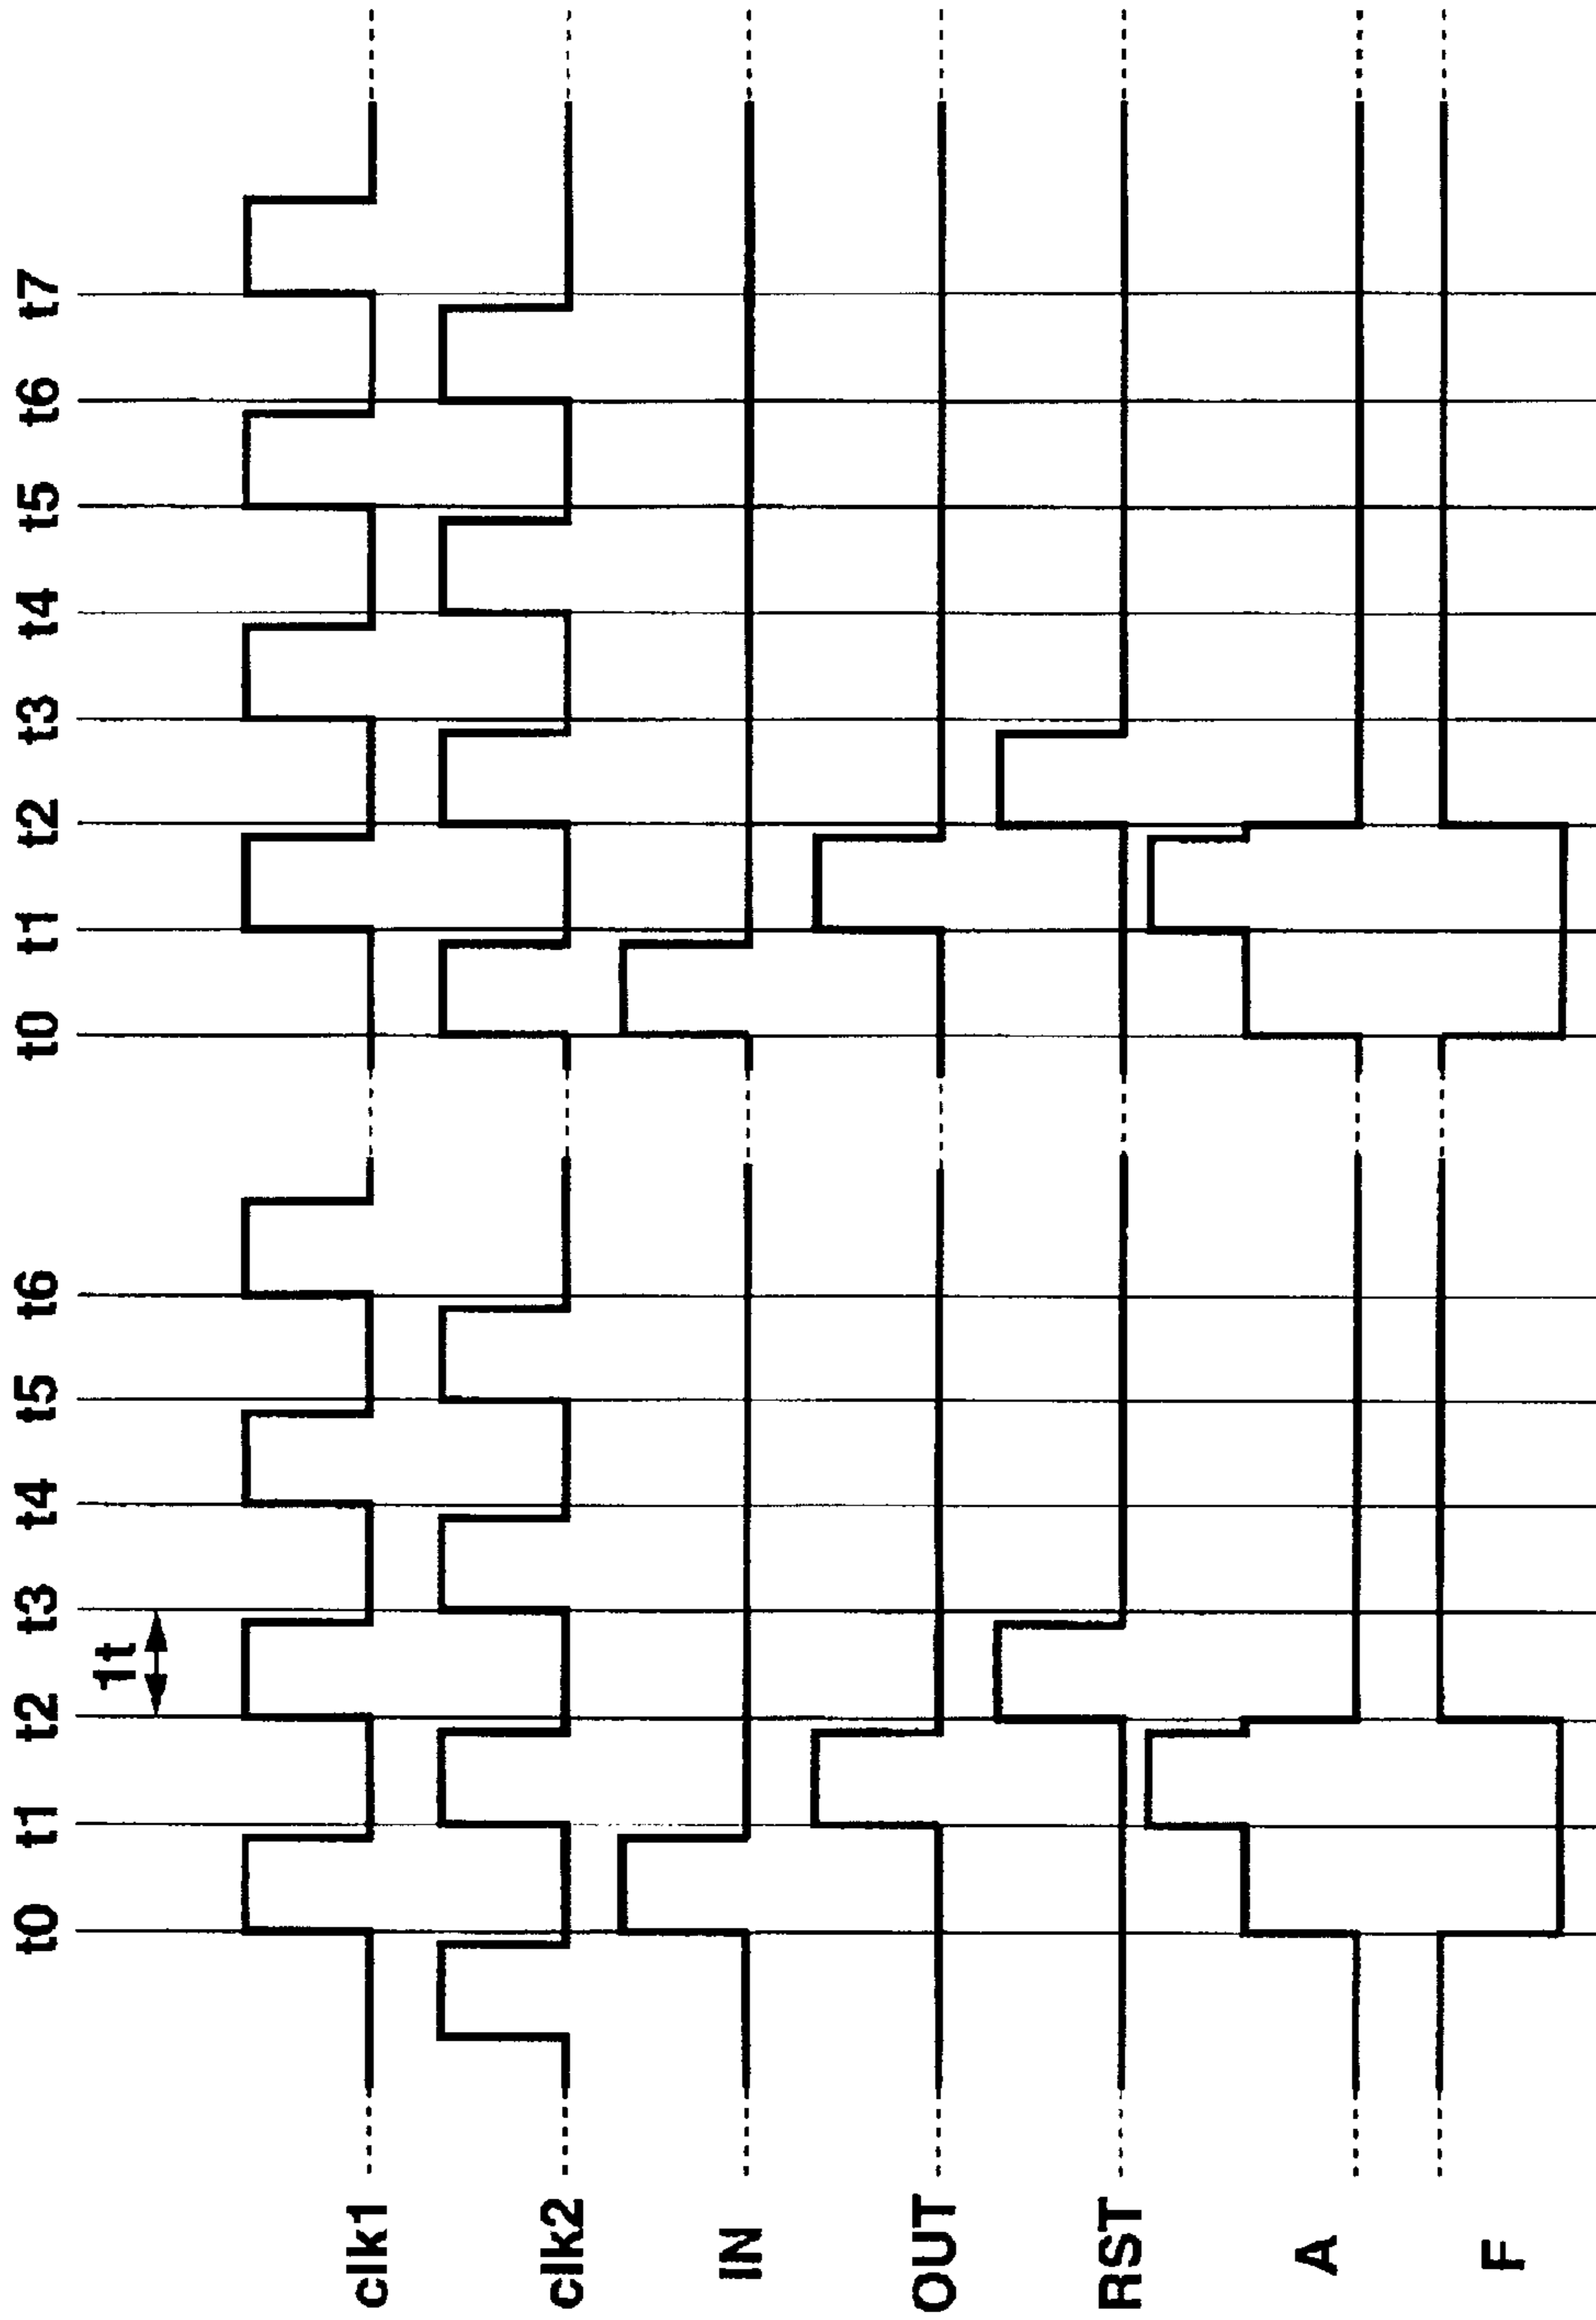 t0 t1 t2 t3 t4 t5 t6 t0 t1 t2 t3 t4 t5 t6 t7
1t
clk1
clk2
IN
OUT
RST
A
F